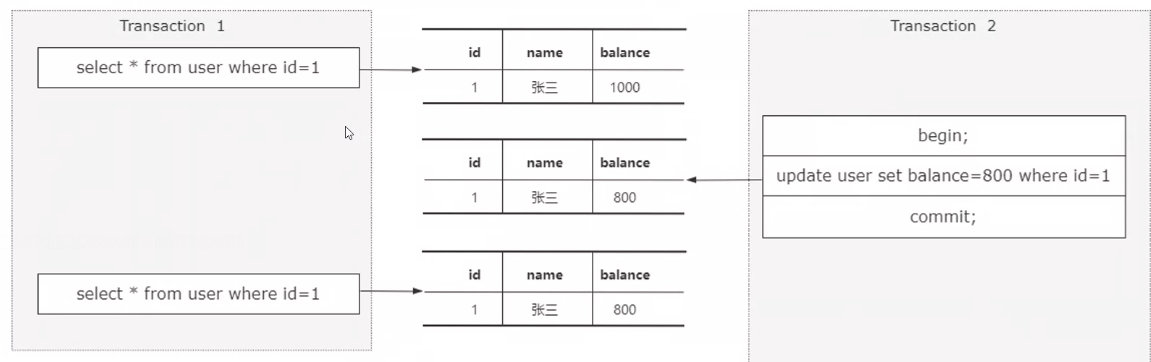 Transaction 1
select * from user where id=1
id name balance
1 张三 1000
Transaction 2
begin;
update user set balance=800 where id=1
commit;
id name balance
1 张三 800
select * from user where id=1
id name balance
1 张三 800